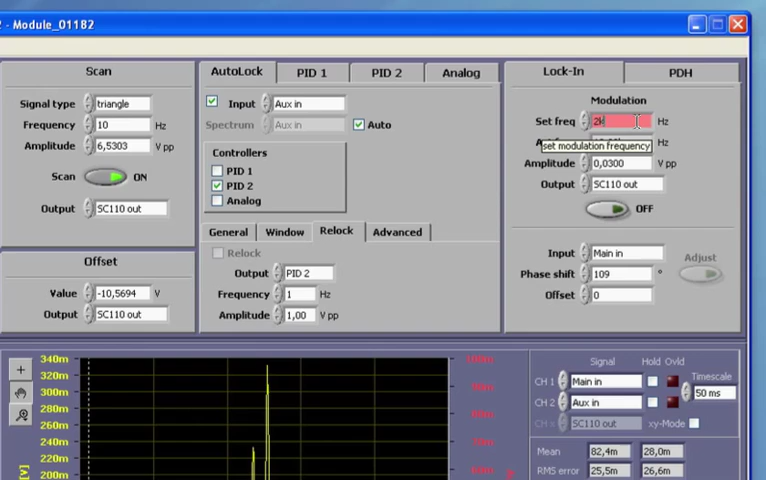 2 - Module_01182
Scan
Signal type triangle
Frequency 10 Hz
Amplitude 6,5303 V pp
Scan ON
Output SC110 out
Offset
Value -10,5694 V
Output SC110 out
AutoLock PID 1 PID 2 Analog
Input Aux in
Spectrum Aux in Auto
Controllers
PID 1
PID 2
Analog
General Window Relock Advanced
Relock
Output PID 2
Frequency 1 Hz
Amplitude 1,00 V pp
Lock-In PDH
Modulation
Set freq 2k Hz
Hz
set modulation frequency
Amplitude 0,0300 V pp
Output SC110 out
OFF
Input Main in
Adjust
Phase shift 109 °
Offset 0
340m
320m
300m
280m
260m
240m
220m
200m
[V]
Signal Hold Ovld
CH 1 Main in
Timescale
50 ms
CH 2 Aux in
SC110 out xy-Mode
Mean 82,4m 28,0m
RMS error 25,5m 26,6m